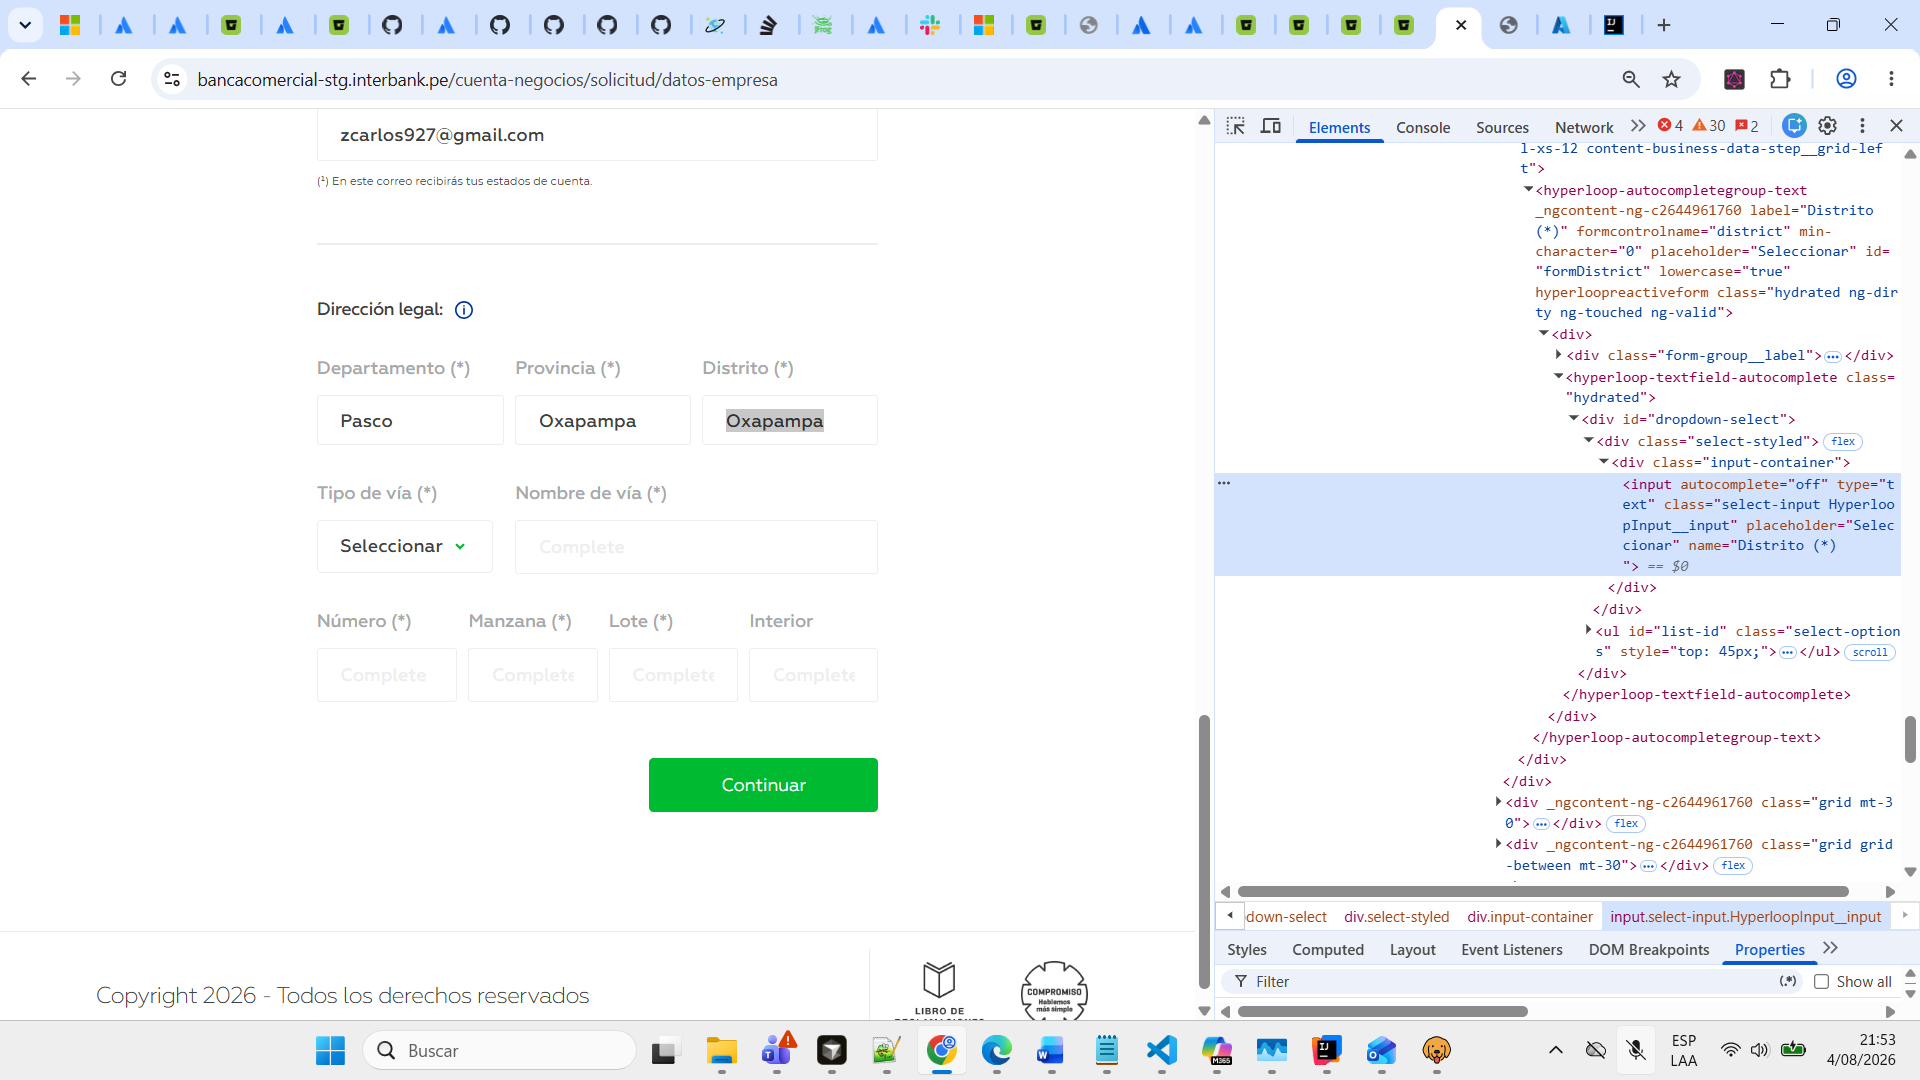 bancacomercial-stg.interbank.pe/cuenta-negocios/solicitud/datos-empresa
zcarlos927@gmail.com
(¹) En este correo recibirás tus estados de cuenta.
Dirección legal:
Departamento (*) Provincia (*) Distrito (*)
Pasco Oxapampa Oxapampa
Tipo de vía (*) Nombre de vía (*)
Seleccionar Complete
Número (*) Manzana (*) Lote (*) Interior
Complete Complete Complete Complete
Continuar
Copyright 2026 - Todos los derechos reservados
LIBRO DE
RECLAMACIONES
COMPROMISO
Hablemos
más simple
Elements Console Sources Network 4 30 2
l-xs-12 content-business-data-step__grid-lef
t">
<hyperloop-autocompletegroup-text
_ngcontent-ng-c2644961760 label="Distrito
(*)" formcontrolname="district" min-
character="0" placeholder="Seleccionar" id=
"formDistrict" lowercase="true"
hyperloopreactiveform class="hydrated ng-dir
ty ng-touched ng-valid">
<div>
<div class="form-group__label">…</div>
<hyperloop-textfield-autocomplete class=
"hydrated">
<div id="dropdown-select">
<div class="select-styled"> flex
<div class="input-container">
<input autocomplete="off" type="t
ext" class="select-input Hyperloo
pInput__input" placeholder="Selec
cionar" name="Distrito (*)
"> == $0
</div>
</div>
<ul id="list-id" class="select-option
s" style="top: 45px;">…</ul> scroll
</div>
</hyperloop-textfield-autocomplete>
</div>
</hyperloop-autocompletegroup-text>
</div>
</div>
<div _ngcontent-ng-c2644961760 class="grid mt-3
0">…</div> flex
<div _ngcontent-ng-c2644961760 class="grid grid
-between mt-30">…</div> flex
down-select div.select-styled div.input-container input.select-input.HyperloopInput__input
Styles Computed Layout Event Listeners DOM Breakpoints Properties
Filter (.*) Show all
Buscar
ESP
LAA
21:53
4/08/2026